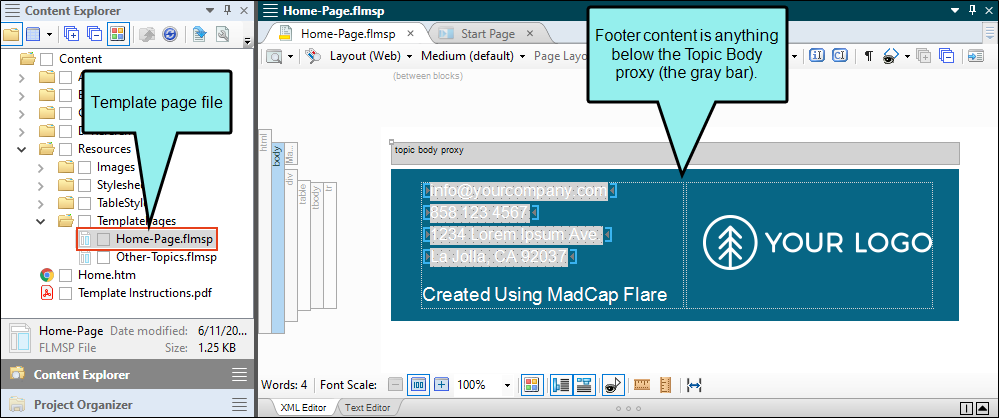 Content Explorer
Content
Template page file
Resources
Images
Stylesheets
TableStyl
TemplatePages
Home-Page.flmsp
Other-Topics.flmsp
Home.htm
Template Instructions.pdf
Home-Page Date modified: 6/11/20...
FLMSP File Size: 1.25 KB
Content Explorer
Project Organizer
Home-Page.flmsp
Home-Page.flmsp
Start Page
Layout (Web)
Medium (default)
Page Layo
Footer content is anything
below the Topic Body
proxy (the gray bar).
(between blocks)
html
body
Ma...
div
table
tbody
tr
topic body proxy
info@yourcompany.com
858 123 4567
1234 Lorem Ipsum Ave.
La Jolla, CA 92037
Created Using MadCap Flare
YOUR LOGO
Words: 4 Font Scale: 100%
XML Editor
Text Editor